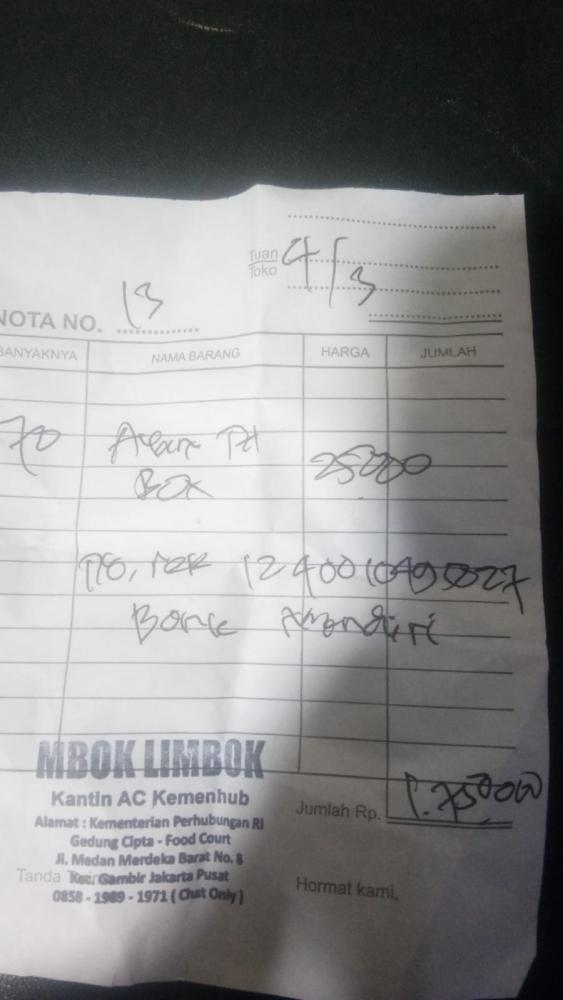 Tuan 4/3
Toko
NOTA NO. 13
BANYAKNYA NAMA BARANG HARGA JUMLAH
70 25000
BOX
no, rek
Bank Mandiri
MBOK LIMBOK
Kantin AC Kemenhub
Jumlah Rp. 1.750000
Alamat : Kementerian Perhubungan RI
Gedung Cipta - Food Court
Jl. Medan Merdeka Barat No. 8
Tanda Kec. Gambir Jakarta Pusat
Hormat kami,
0858 - 1989 - 1971 ( Chat Only )